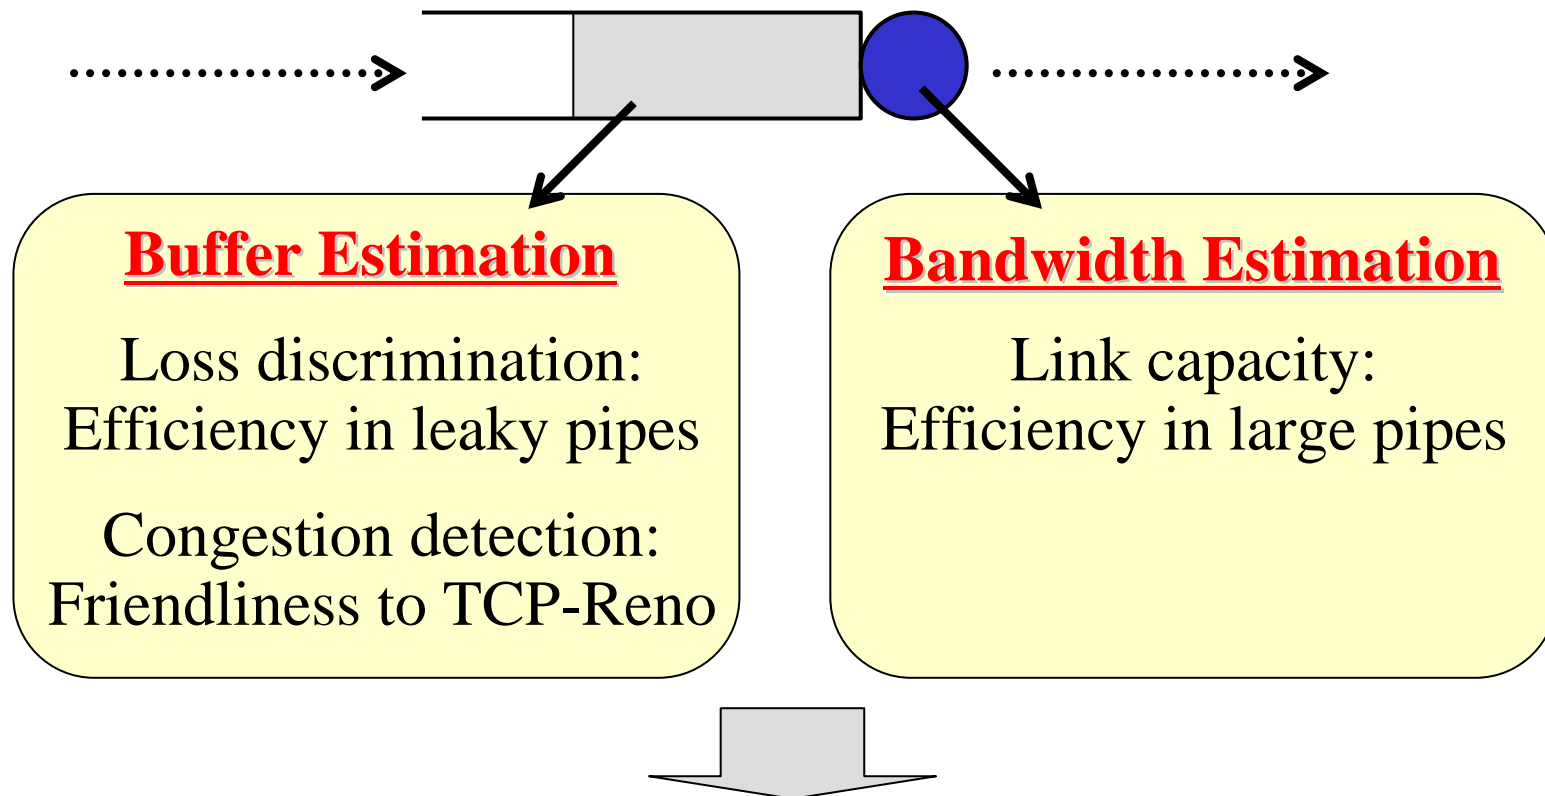 Buffer Estimation
Loss discrimination:
Efficiency in leaky pipes
Congestion detection:
Friendliness to TCP-Reno
Bandwidth Estimation
Link capacity:
Efficiency in large pipes